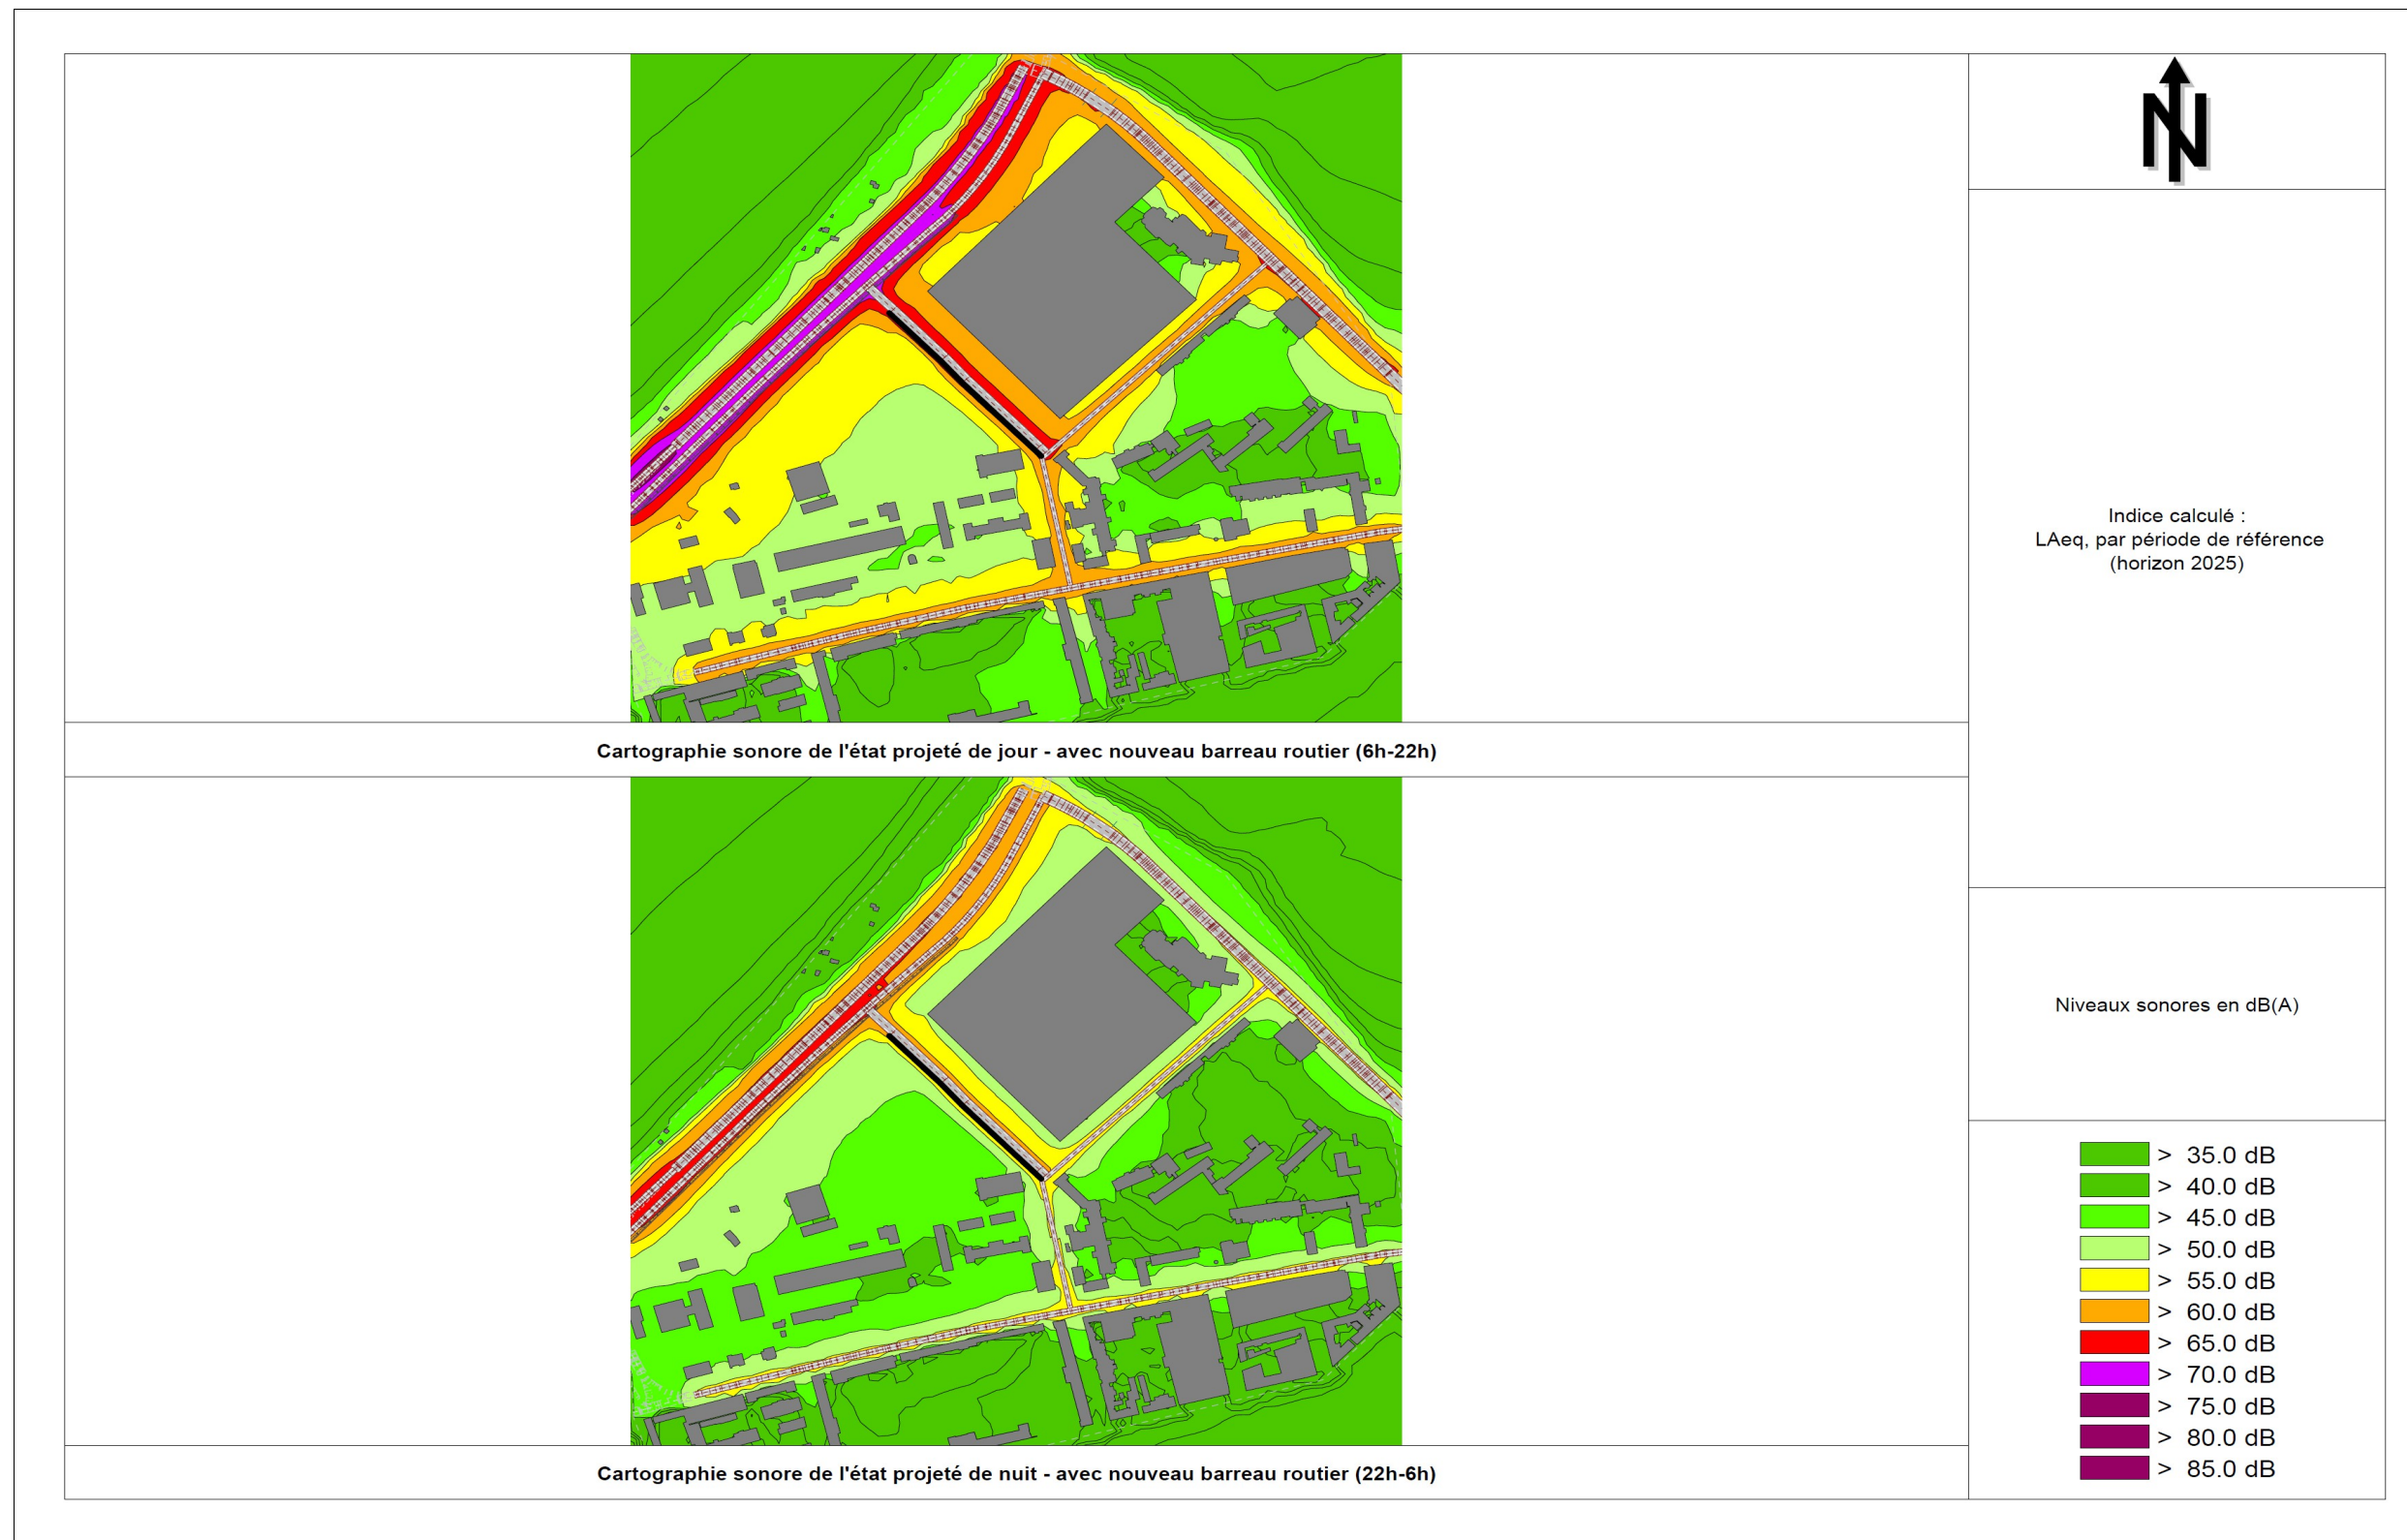 N
Indice calculé :
LAeq, par période de référence
(horizon 2025)
Cartographie sonore de l'état projeté de jour - avec nouveau barreau routier (6h-22h)
Niveaux sonores en dB(A)
> 35.0 dB
> 40.0 dB
> 45.0 dB
> 50.0 dB
> 55.0 dB
> 60.0 dB
> 65.0 dB
> 70.0 dB
> 75.0 dB
> 80.0 dB
> 85.0 dB
Cartographie sonore de l'état projeté de nuit - avec nouveau barreau routier (22h-6h)